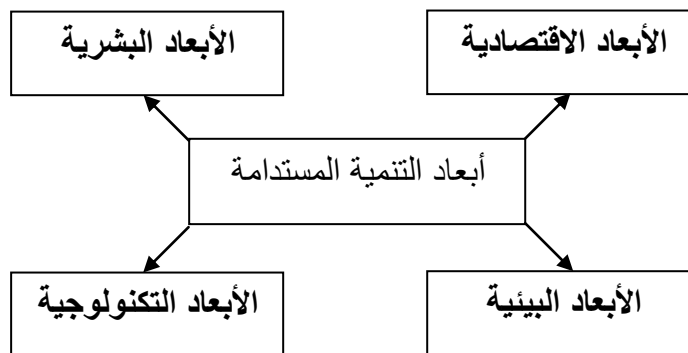 الأبعاد الاقتصادية
الأبعاد البشرية
أبعاد التنمية المستدامة
الأبعاد البيئية
الأبعاد التكنولوجية